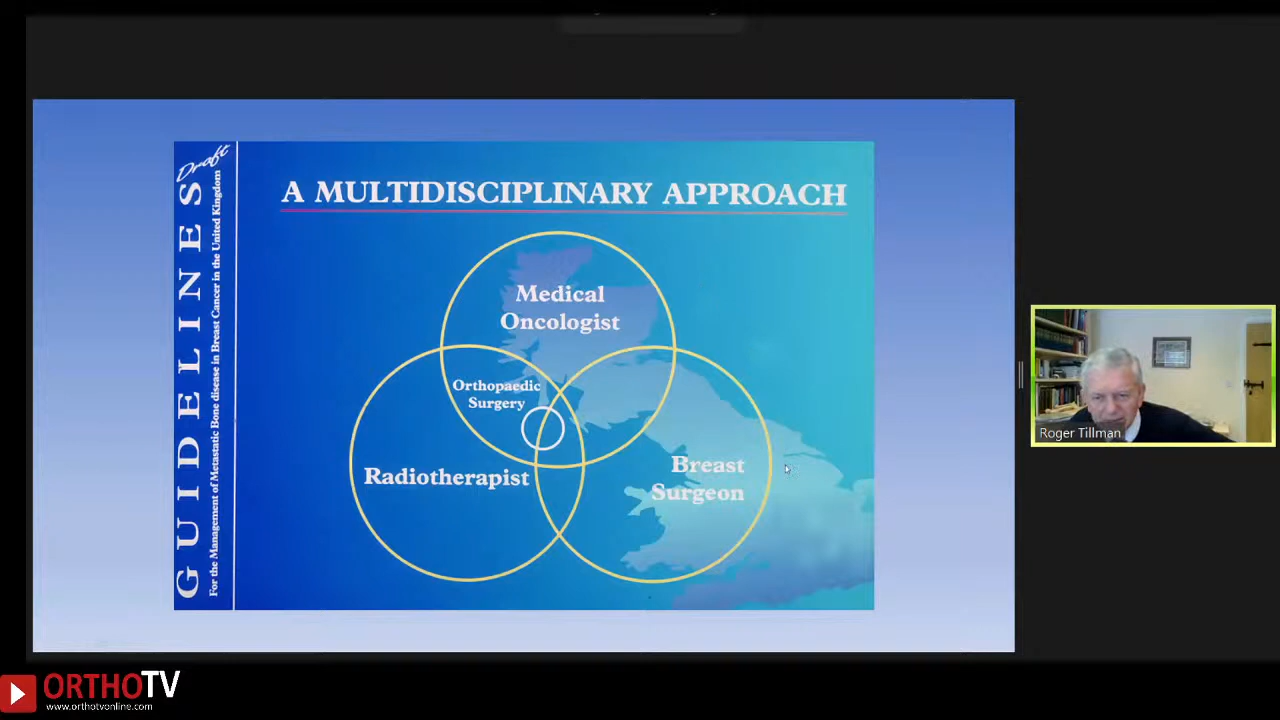 Draft
GUIDELINES
For the Management of Metastatic Bone disease in Breast Cancer in the United Kingdom
A MULTIDISCIPLINARY APPROACH
Medical
Oncologist
Orthopaedic
Surgery
Radiotherapist
Breast
Surgeon
Roger Tillman
ORTHOTV
www.orthotvonline.com